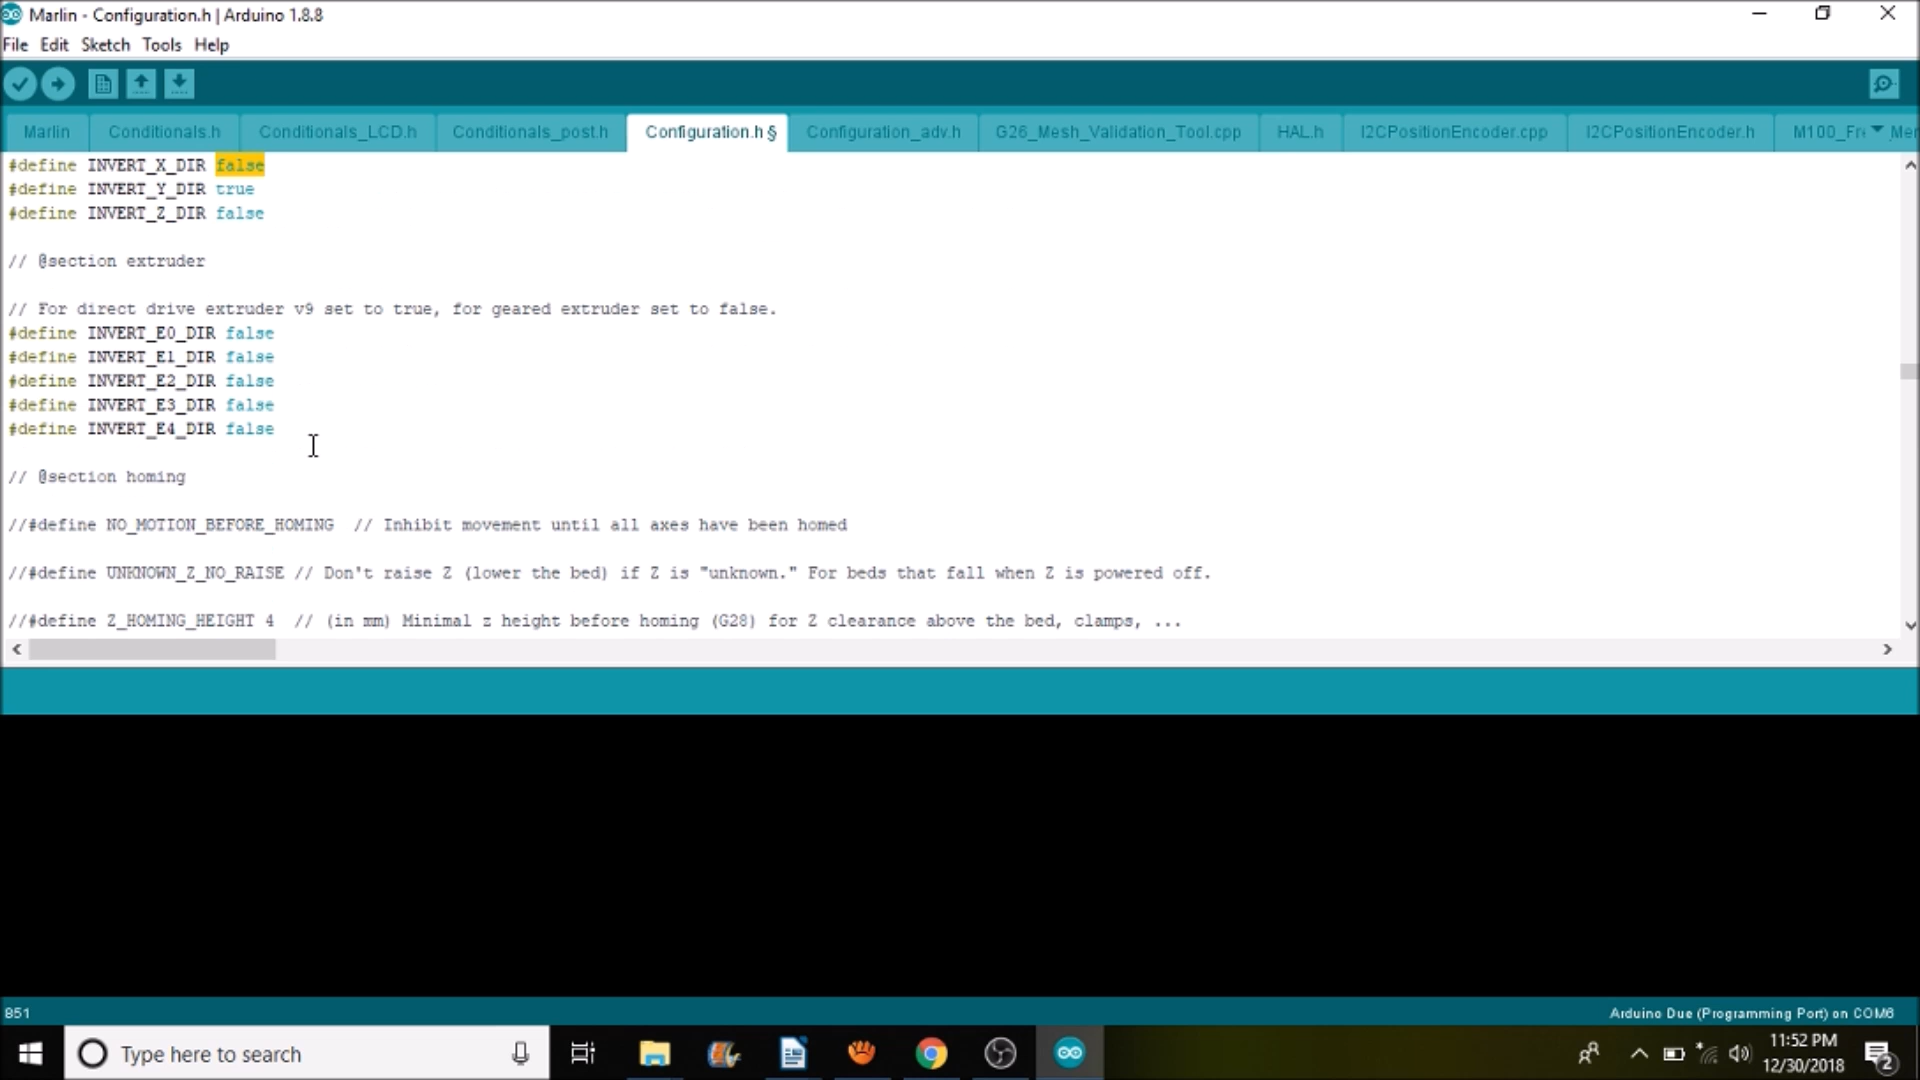 Marlin - Configuration.h | Arduino 1.8.8
File Edit Sketch Tools Help
Marlin Conditionals.h Conditionals_LCD.h Conditionals_post.h Configuration.h § Configuration_adv.h G26_Mesh_Validation_Tool.cpp HAL.h I2CPositionEncoder.cpp I2CPositionEncoder.h M100_Fr Mer
#define INVERT_X_DIR false
#define INVERT_Y_DIR true
#define INVERT_Z_DIR false
// @section extruder
// For direct drive extruder v9 set to true, for geared extruder set to false.
#define INVERT_E0_DIR false
#define INVERT_E1_DIR false
#define INVERT_E2_DIR false
#define INVERT_E3_DIR false
#define INVERT_E4_DIR false
// @section homing
//#define NO_MOTION_BEFORE_HOMING // Inhibit movement until all axes have been homed
//#define UNKNOWN_Z_NO_RAISE // Don't raise Z (lower the bed) if Z is "unknown." For beds that fall when Z is powered off.
//#define Z_HOMING_HEIGHT 4 // (in mm) Minimal z height before homing (G28) for Z clearance above the bed, clamps, ...
851 Arduino Due (Programming Port) on COM6
Type here to search
11:52 PM
12/30/2018
2